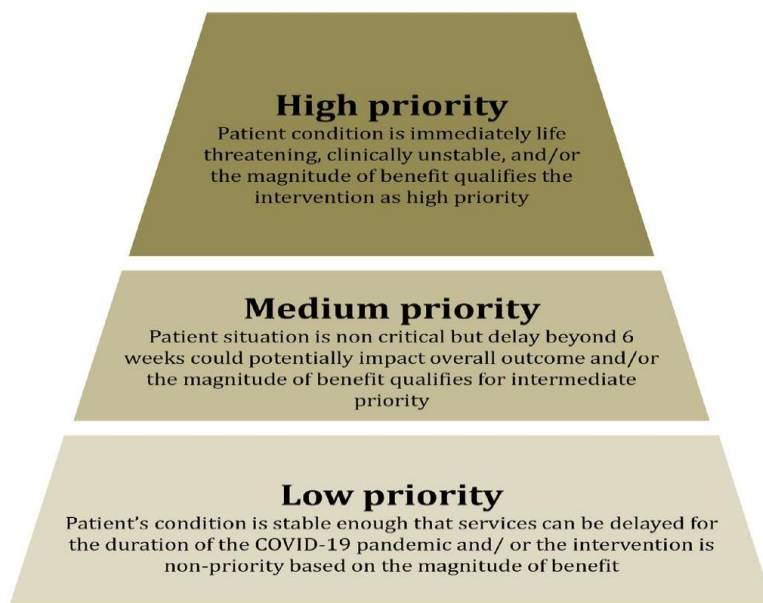 High priority
Patient condition is immediately life
threatening, clinically unstable, and/or
the magnitude of benefit qualifies the
intervention as high priority
Medium priority
Patient situation is non critical but delay beyond 6
weeks could potentially impact overall outcome and/or
the magnitude of benefit qualifies for intermediate
priority
Low priority
Patient's condition is stable enough that services can be delayed for
the duration of the COVID-19 pandemic and/ or the intervention is
non-priority based on the magnitude of benefit